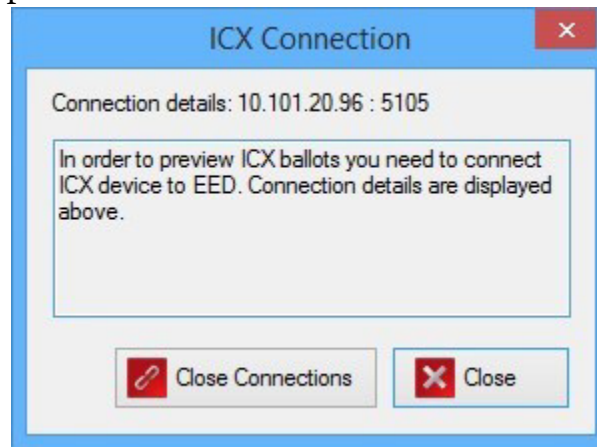 ICX Connection
Connection details: 10.101.20.96 : 5105
In order to preview ICX ballots you need to connect
ICX device to EED. Connection details are displayed
above.
Close Connections
Close